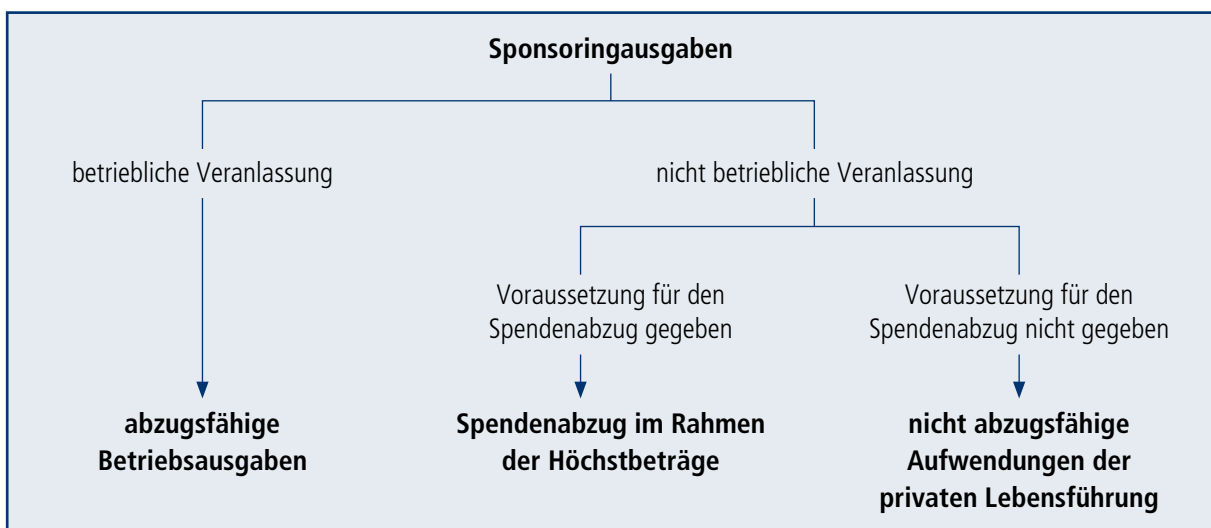 Sponsoringausgaben
betriebliche Veranlassung
nicht betriebliche Veranlassung
Voraussetzung für den
Spendenabzug gegeben
Voraussetzung für den
Spendenabzug nicht gegeben
abzugsfähige
Betriebsausgaben
Spendenabzug im Rahmen
der Höchstbeträge
nicht abzugsfähige
Aufwendungen der
privaten Lebensführung